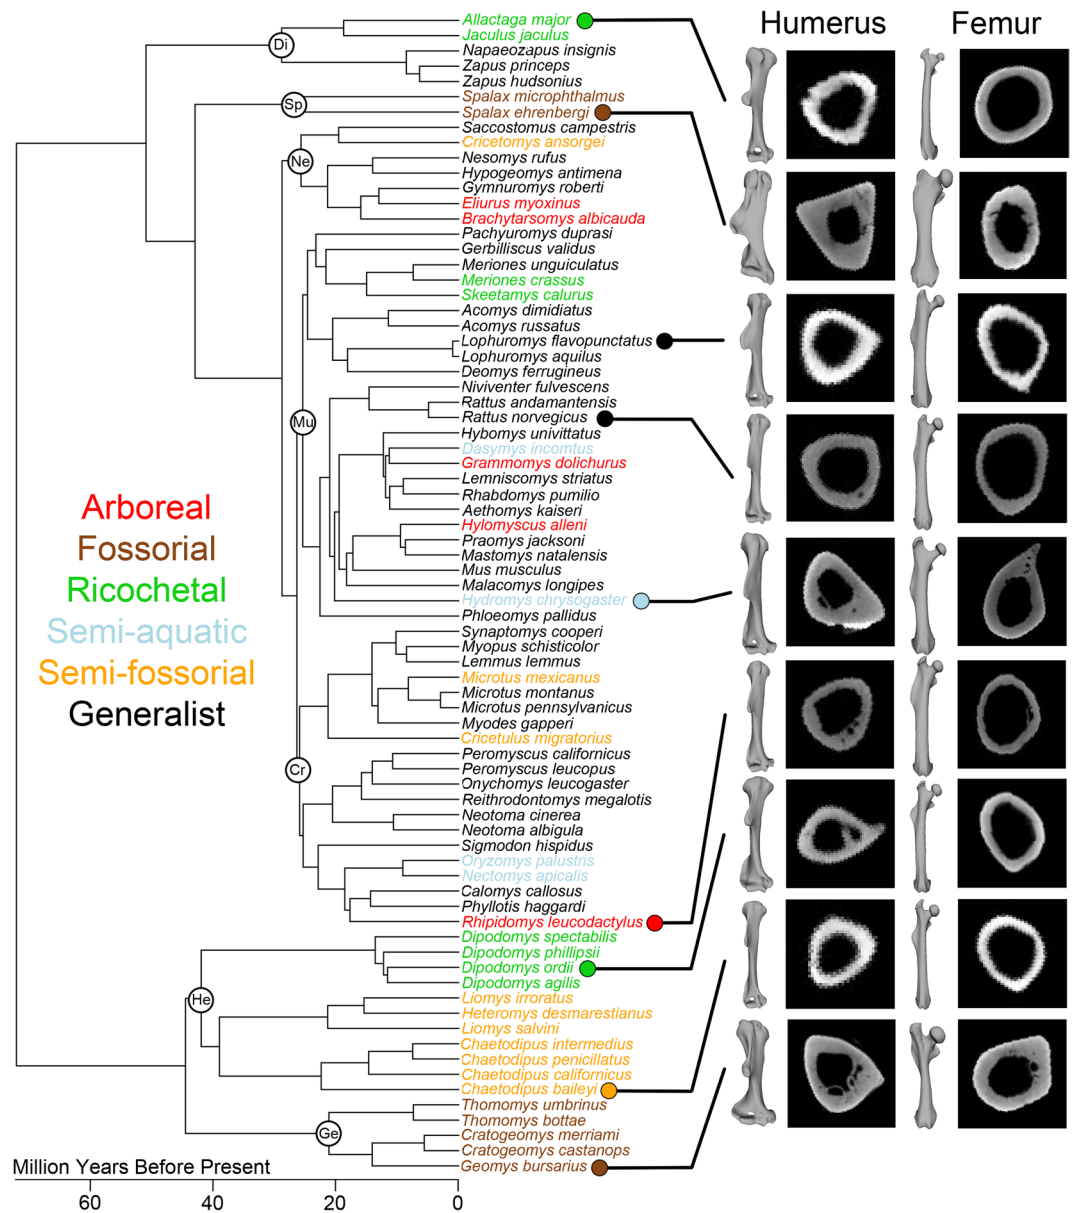 Humerus
Femur
Allactaga major
Jaculus jaculus
Di
Napaeozapus insignis
Zapus princeps
Zapus hudsonius
Spalax microphthalmus
Sp
Spalax ehrenbergi
Saccostomus campestris
Cricetomys ansorgei
Ne
Nesomys rufus
Hypogeomys antimena
Gymnuromys roberti
Eliurus myoxinus
Brachytarsomys albicauda
Pachyuromys duprasi
Gerbilliscus validus
Meriones unguiculatus
Meriones crassus
Skeetamys calurus
Acomys dimidiatus
Acomys russatus
Lophuromys flavopunctatus
Lophuromys aquilus
Deomys ferrugineus
Niviventer fulvescens
Rattus andamantensis
Rattus norvegicus
Mu
Hybomys univittatus
Dasymys incomtus
Grammomys dolichurus
Lemniscomys striatus
Rhabdomys pumilio
Aethomys kaiseri
Hylomyscus alleni
Praomys jacksoni
Mastomys natalensis
Mus musculus
Malacomys longipes
Hydromys chrysogaster
Phloeomys pallidus
Arboreal
Fossorial
Ricochetal
Semi-aquatic
Semi-fossorial
Generalist
Synaptomys cooperi
Myopus schisticolor
Lemmus lemmus
Microtus mexicanus
Microtus montanus
Microtus pennsylvanicus
Myodes gapperi
Cricetulus migratorius
Cr
Peromyscus californicus
Peromyscus leucopus
Onychomys leucogaster
Reithrodontomys megalotis
Neotoma cinerea
Neotoma albigula
Sigmodon hispidus
Oryzomys palustris
Nectomys apicalis
Calomys callosus
Phyllotis haggardi
Rhipidomys leucodactylus
Dipodomys spectabilis
Dipodomys phillipsii
Dipodomys ordii
Dipodomys agilis
He
Liomys irroratus
Heteromys desmarestianus
Liomys salvini
Chaetodipus intermedius
Chaetodipus penicillatus
Chaetodipus californicus
Chaetodipus baileyi
Thomomys umbrinus
Thomomys bottae
Ge
Cratogeomys merriami
Cratogeomys castanops
Geomys bursarius
Million Years Before Present
60 40 20 0